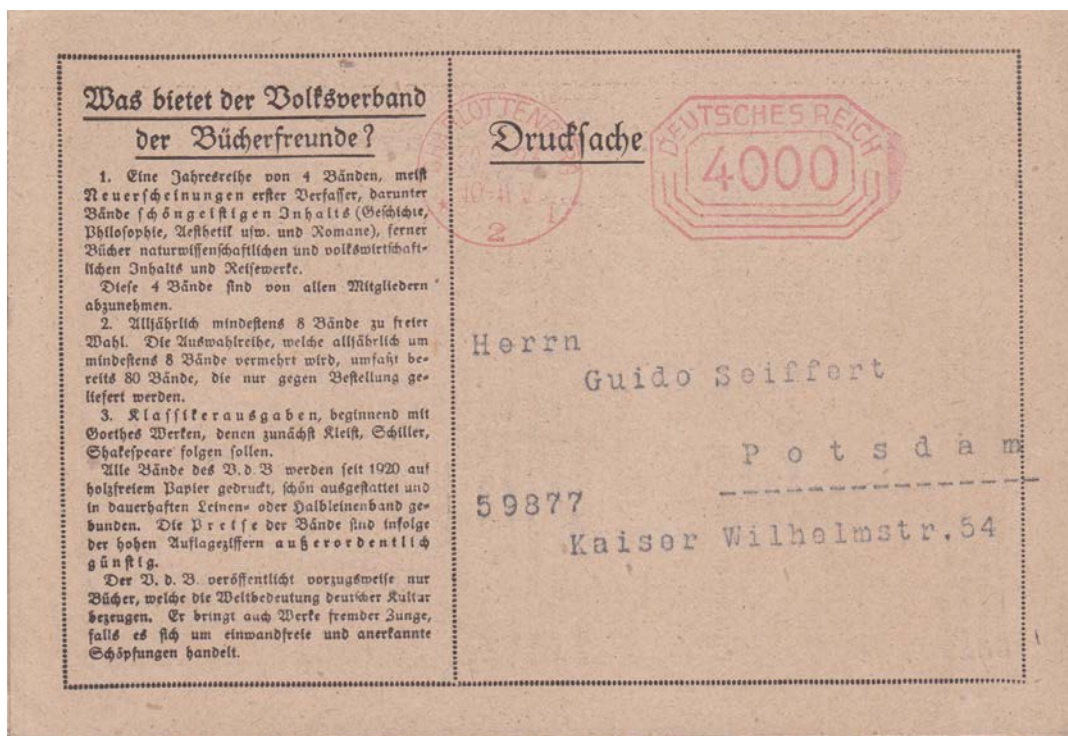 Was bietet der Volksverband
der Bücherfreunde?
1. Eine Jahresreihe von 4 Bänden, meist
Neuerscheinungen erster Verfasser, darunter
Bände schöngeistigen Inhalts (Geschichte,
Philosophie, Aesthetik usw. und Romane), ferner
Bücher naturwissenschaftlichen und volkswirtschaft-
lichen Inhalts und Reisewerke.
Diese 4 Bände sind von allen Mitgliedern
abzunehmen.
2. Alljährlich mindestens 8 Bände zu freier
Wahl. Die Auswahlreihe, welche alljährlich um
mindestens 8 Bände vermehrt wird, umfaßt be-
reits 80 Bände, die nur gegen Bestellung ge-
liefert werden.
3. Klassikerausgaben, beginnend mit
Goethes Werken, denen zunächst Kleist, Schiller,
Shakespeare folgen sollen.
Alle Bände des V. d. B werden seit 1920 auf
holzfreiem Papier gedruckt, schön ausgestattet und
in dauerhaften Leinen- oder Halbleinenband ge-
bunden. Die Preise der Bände sind infolge
der hohen Auflageziffern außerordentlich
günstig.
Der V. d. B. veröffentlicht vorzugsweise nur
Bücher, welche die Weltbedeutung deutscher Kultur
bezeugen. Er bringt auch Werke fremder Zunge,
falls es sich um einwandfreie und anerkannte
Schöpfungen handelt.
CHARLOTTENBURG
2
Drucksache
DEUTSCHES REICH
4000
Herrn
Guido Seiffert
Potsdam
59877
Kaiser Wilhelmstr.54